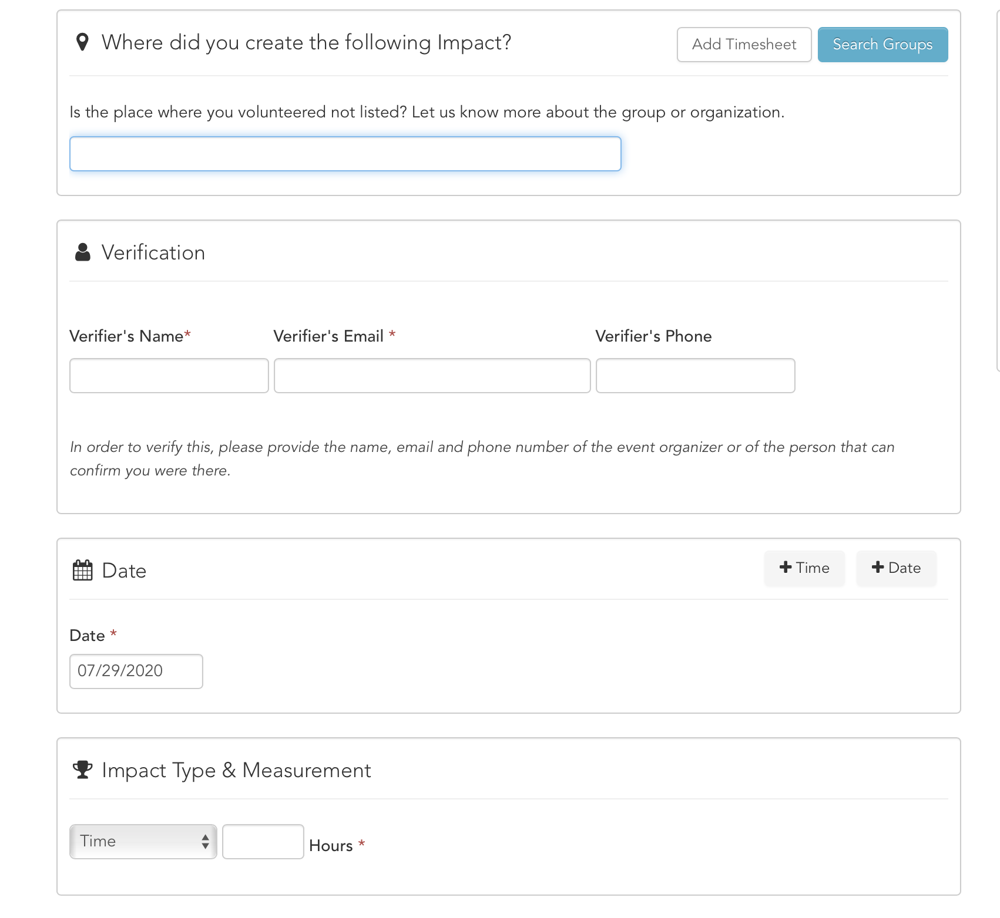 Where did you create the following Impact?
Add Timesheet
Search Groups
Is the place where you volunteered not listed? Let us know more about the group or organization.
Verification
Verifier's Name*
Verifier's Email *
Verifier's Phone
In order to verify this, please provide the name, email and phone number of the event organizer or of the person that can
confirm you were there.
Date
+ Time
+ Date
Date *
07/29/2020
Impact Type & Measurement
Time
Hours *